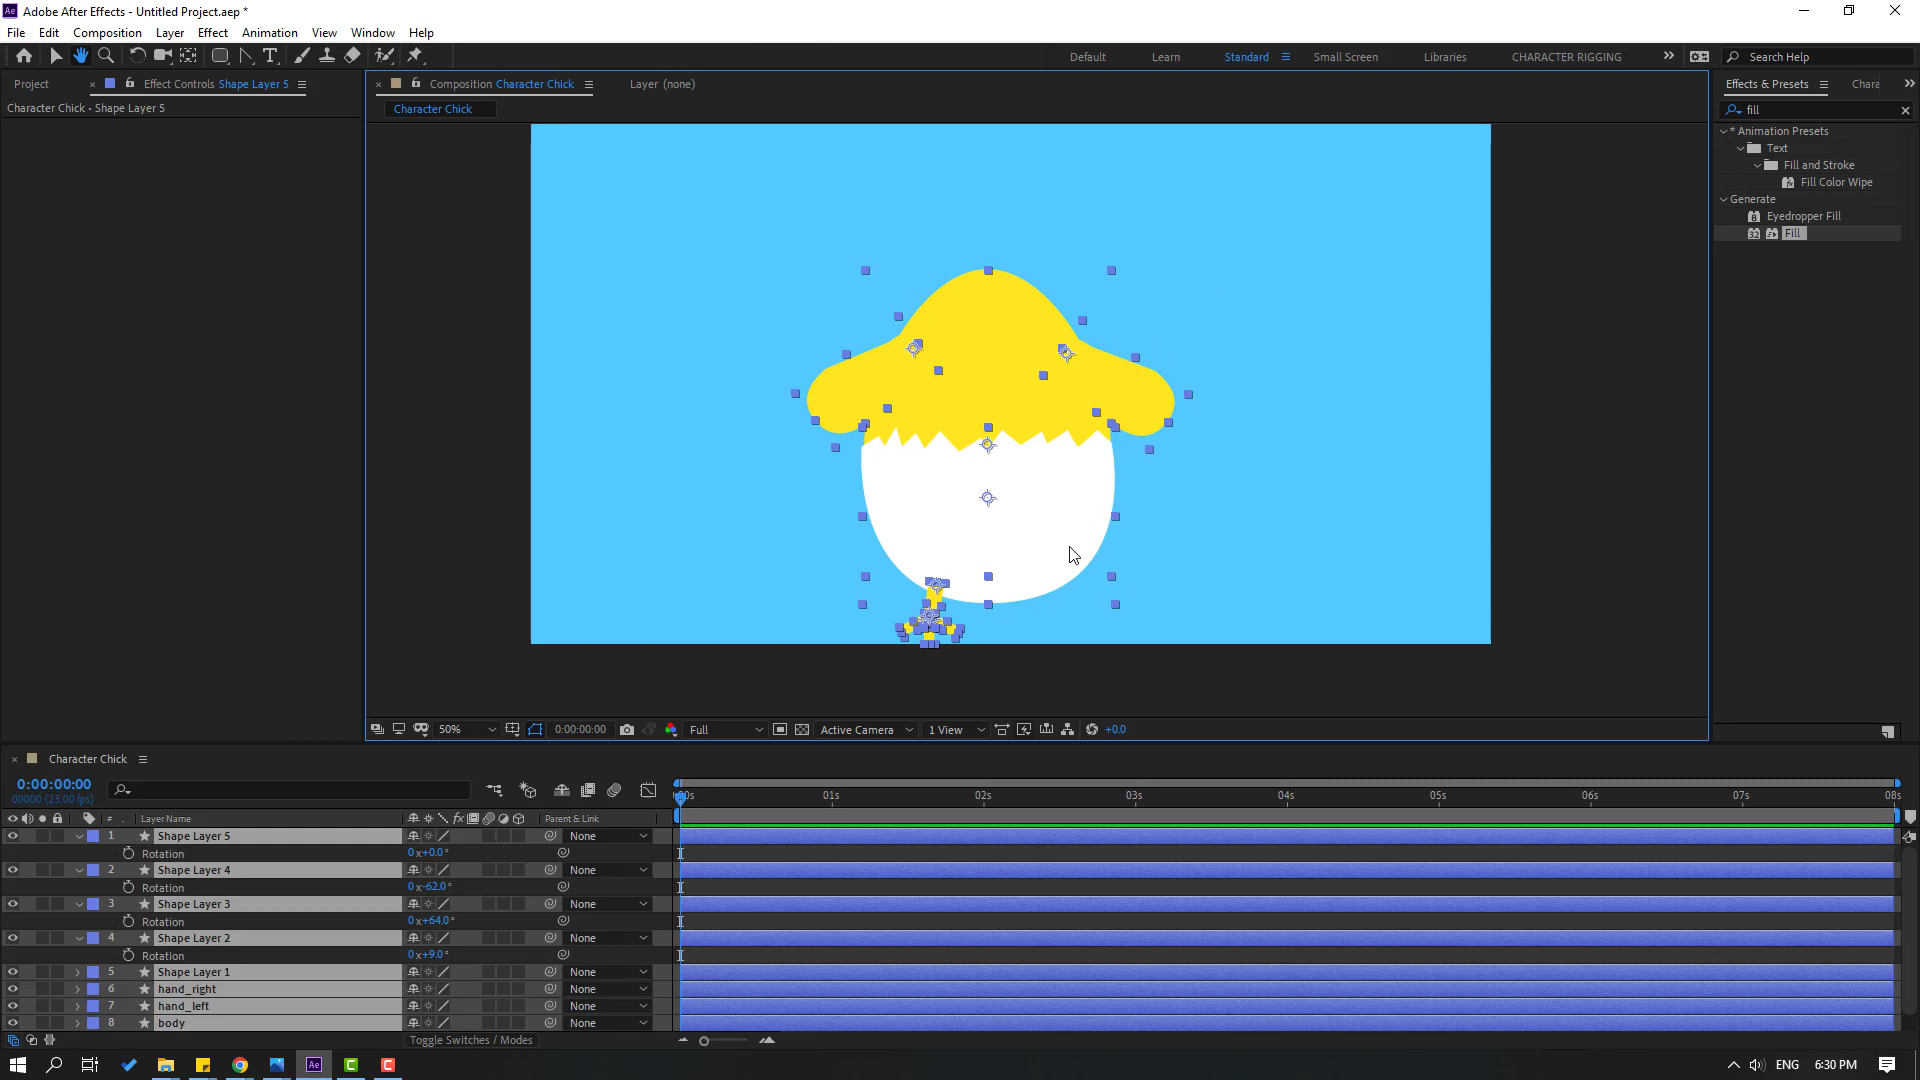 Adobe After Effects - Untitled Project.aep *
File Edit Composition Layer Effect Animation View Window Help
Default Learn Standard Small Screen Libraries CHARACTER RIGGING Search Help
Project Effect Controls Shape Layer 5 Composition Character Chick Layer (none) Effects & Presets Chara
Character Chick • Shape Layer 5
Character Chick
fill
* Animation Presets
Text
Fill and Stroke
Fill Color Wipe
Generate
Eyedropper Fill
Fill
50% 0:00:00:00 Full Active Camera 1 View +0.0
Character Chick
0:00:00:00
00000 (25.00 fps)
00s 01s 02s 03s 04s 05s 06s 07s 08s
# Layer Name fx Parent & Link
1 Shape Layer 5 None
Rotation 0x+0.0°
2 Shape Layer 4 None
Rotation 0x-62.0°
3 Shape Layer 3 None
Rotation 0x+64.0°
4 Shape Layer 2 None
Rotation 0x+9.0°
5 Shape Layer 1 None
6 hand_right None
7 hand_left None
8 body None
Toggle Switches / Modes
ENG 6:30 PM